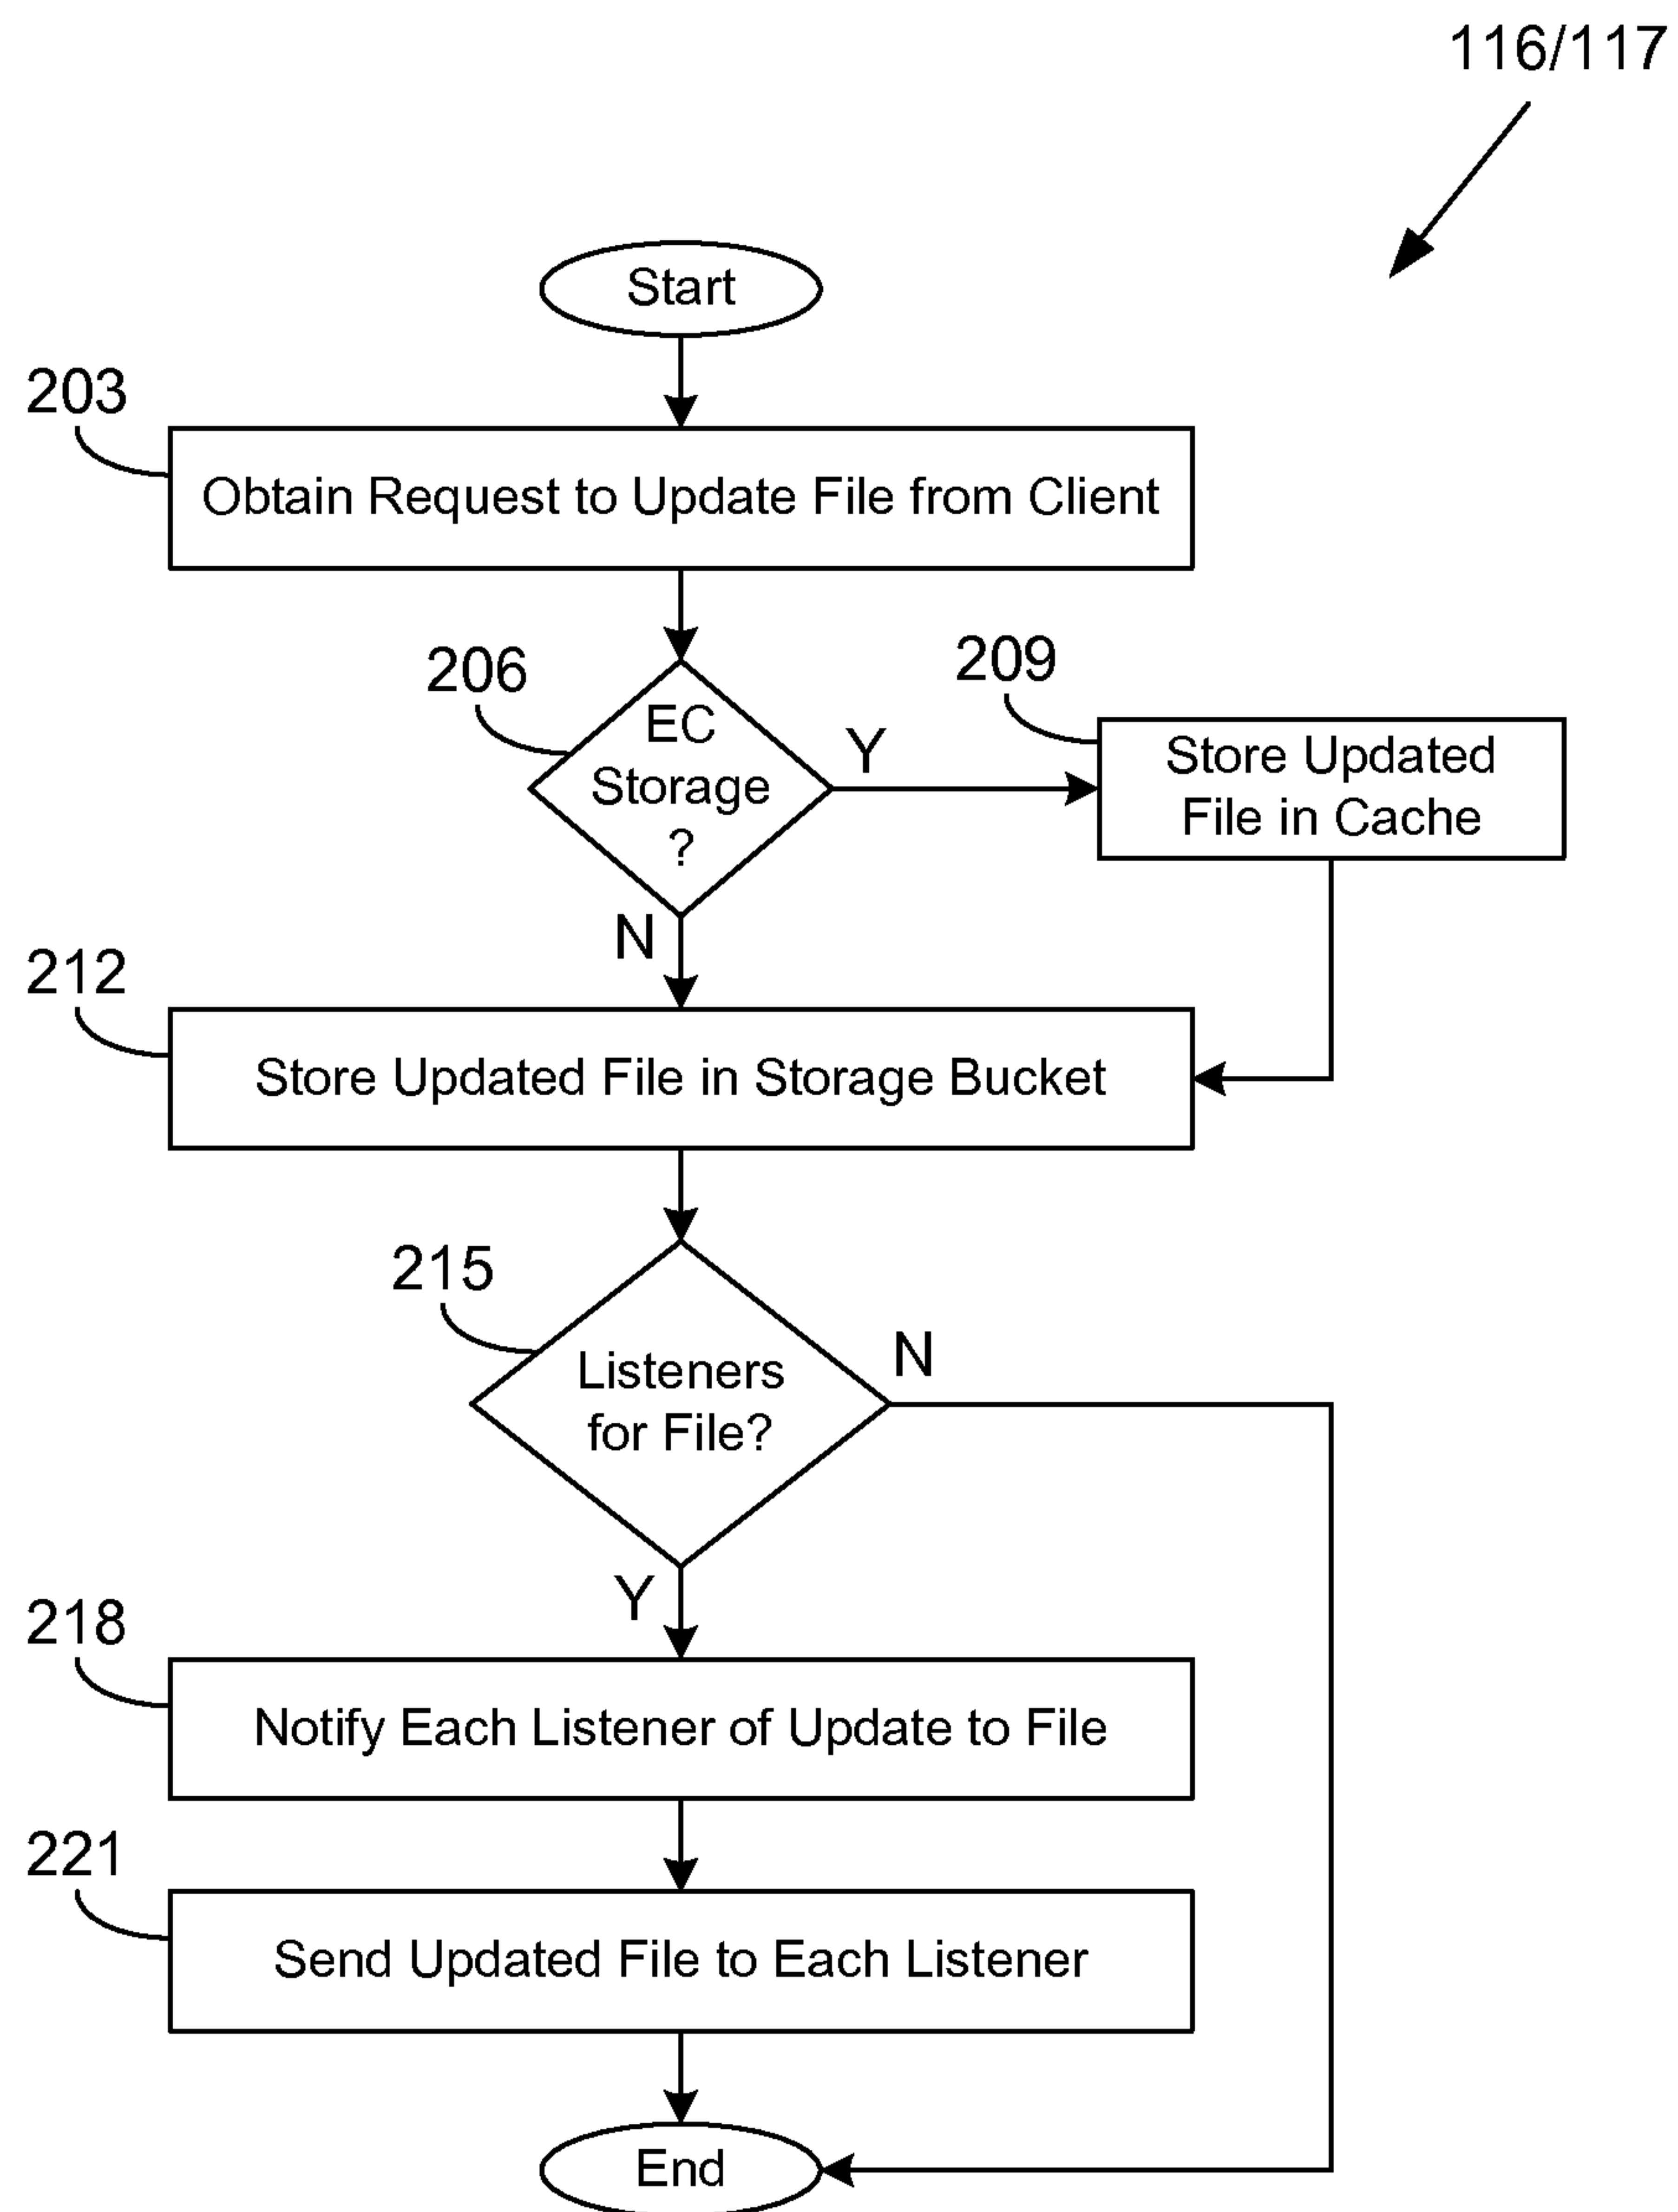 116/117
Start
203
Obtain Request to Update File from Client
206
EC
Storage
?
Y
209
Store Updated
File in Cache
N
212
Store Updated File in Storage Bucket
215
Listeners
for File?
N
Y
218
Notify Each Listener of Update to File
221
Send Updated File to Each Listener
End